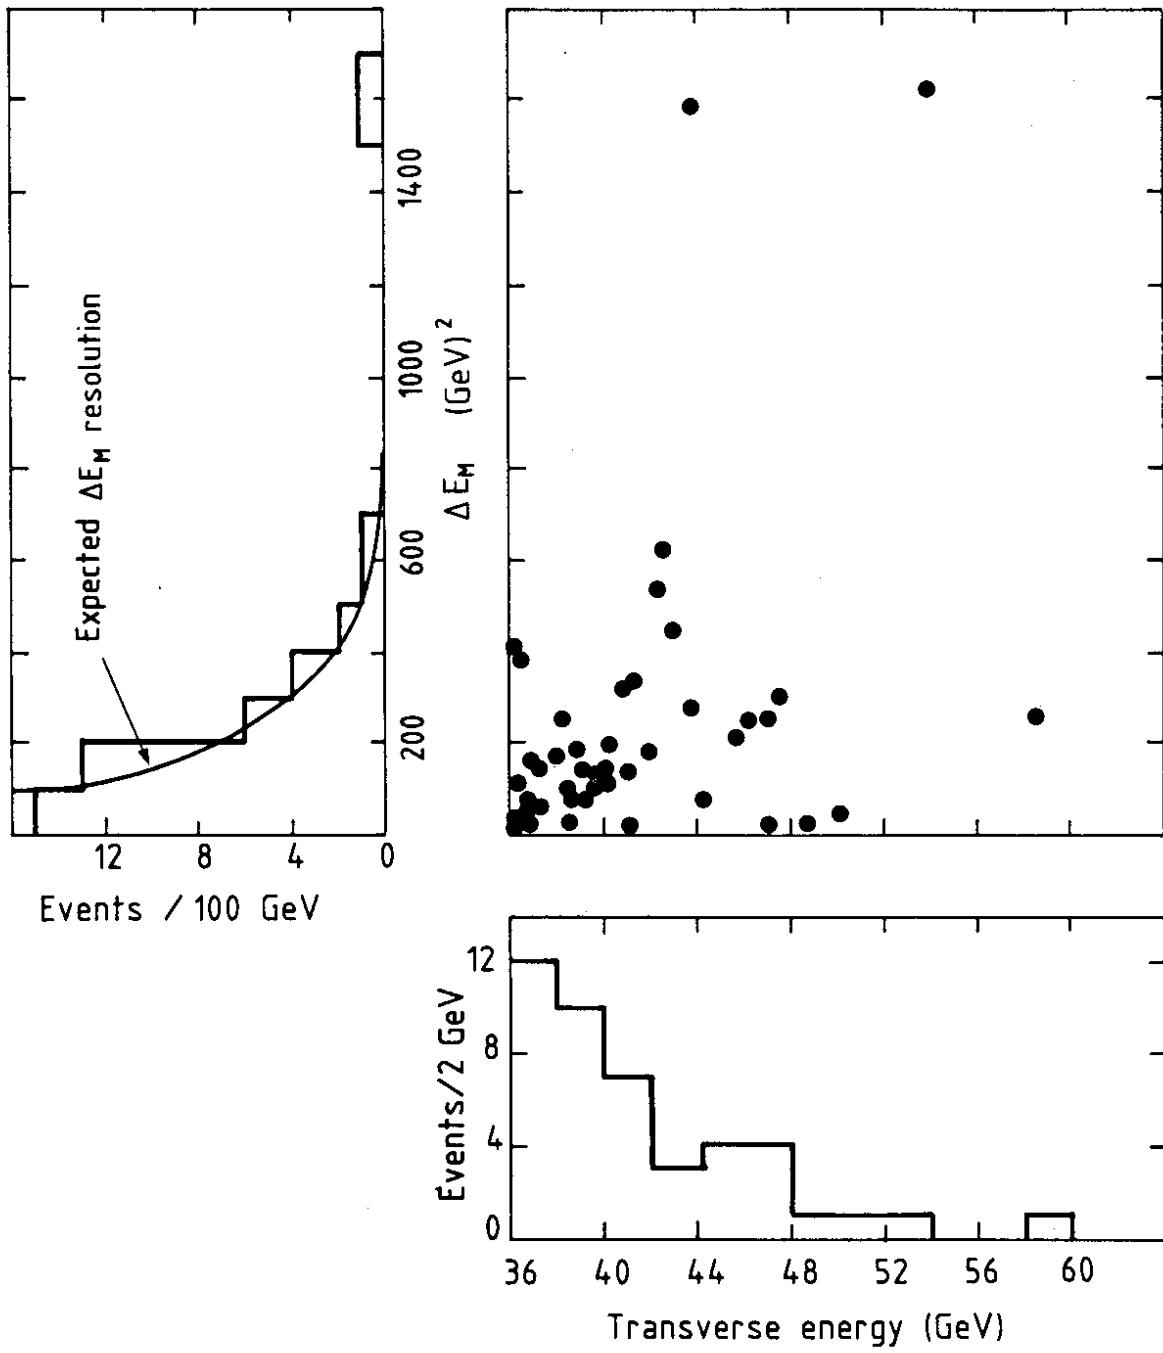 Expected ΔE_M resolution
1400
1000
600
200
ΔE_M (GeV)²
12 8 4 0
Events / 100 GeV
12
8
4
0
Events/2 GeV
36 40 44 48 52 56 60
Transverse energy (GeV)